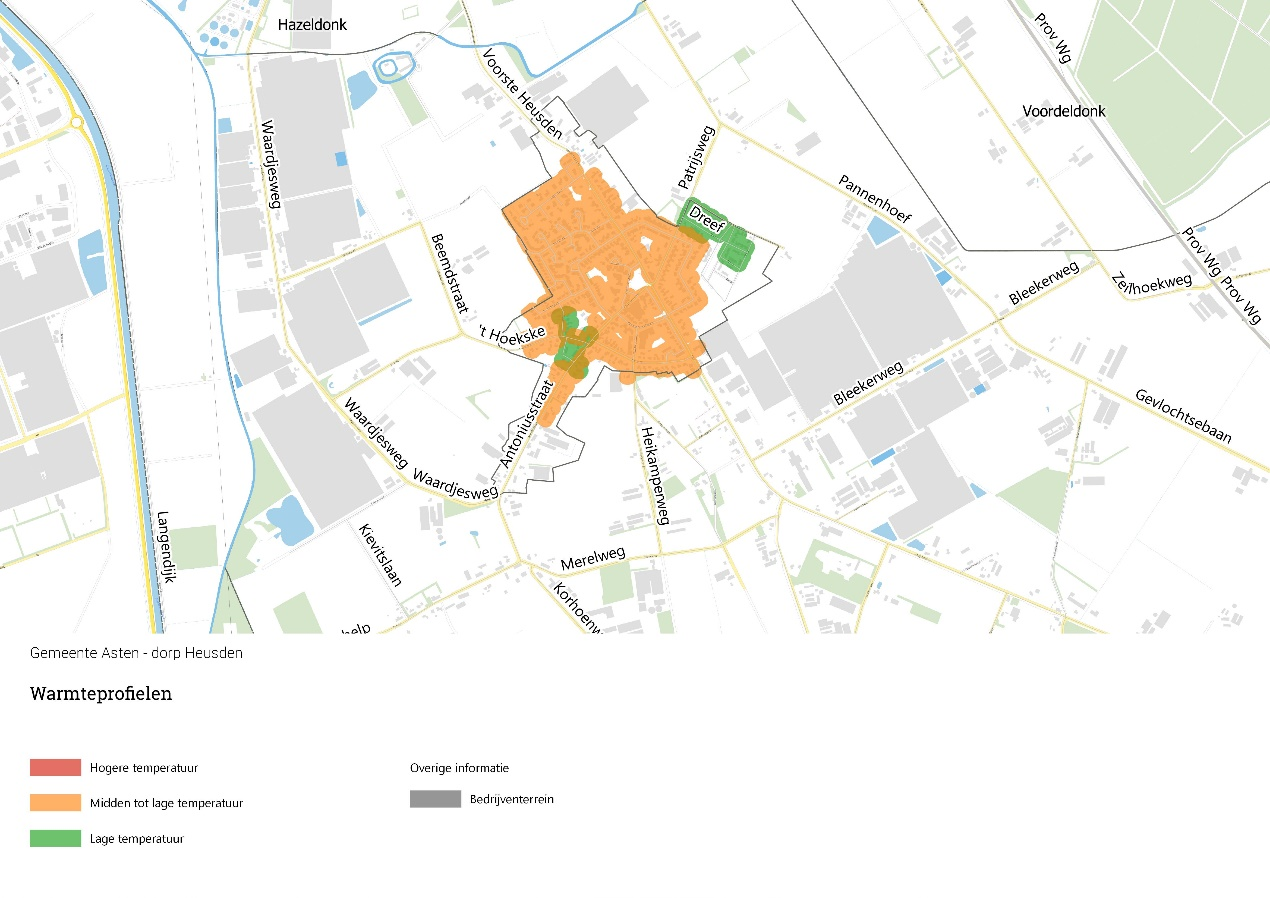 Hazeldonk
Prov Wg
Voorste Heusden
Voordeldonk
Waardjesweg
Patrijsweg
Pannenhoef
Dreef
Prov Wg Prov Wg
Beemdstraat
Bleekerweg
Zeilhoekweg
't Hoekske
Bleekerweg
Antoniusstraat
Gevlochtsebaan
Waardjesweg
Waardjesweg
Heikamperweg
Langendijk
Kievitslaan
Merelweg
Gemeente Asten - dorp Heusden
Warmteprofielen
Hogere temperatuur
Midden tot lage temperatuur
Lage temperatuur
Overige informatie
Bedrijventerrein